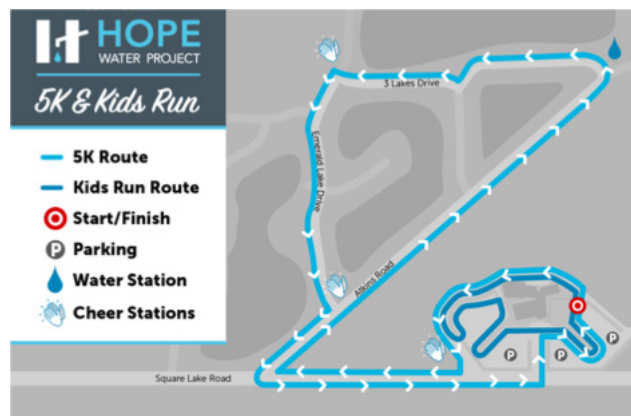 HOPE
WATER PROJECT
5K & Kids Run
5K Route
Kids Run Route
Start/Finish
P Parking
Water Station
Cheer Stations
3 Lakes Drive
Emerald Lake Drive
Atkins Road
Square Lake Road
P
P
P